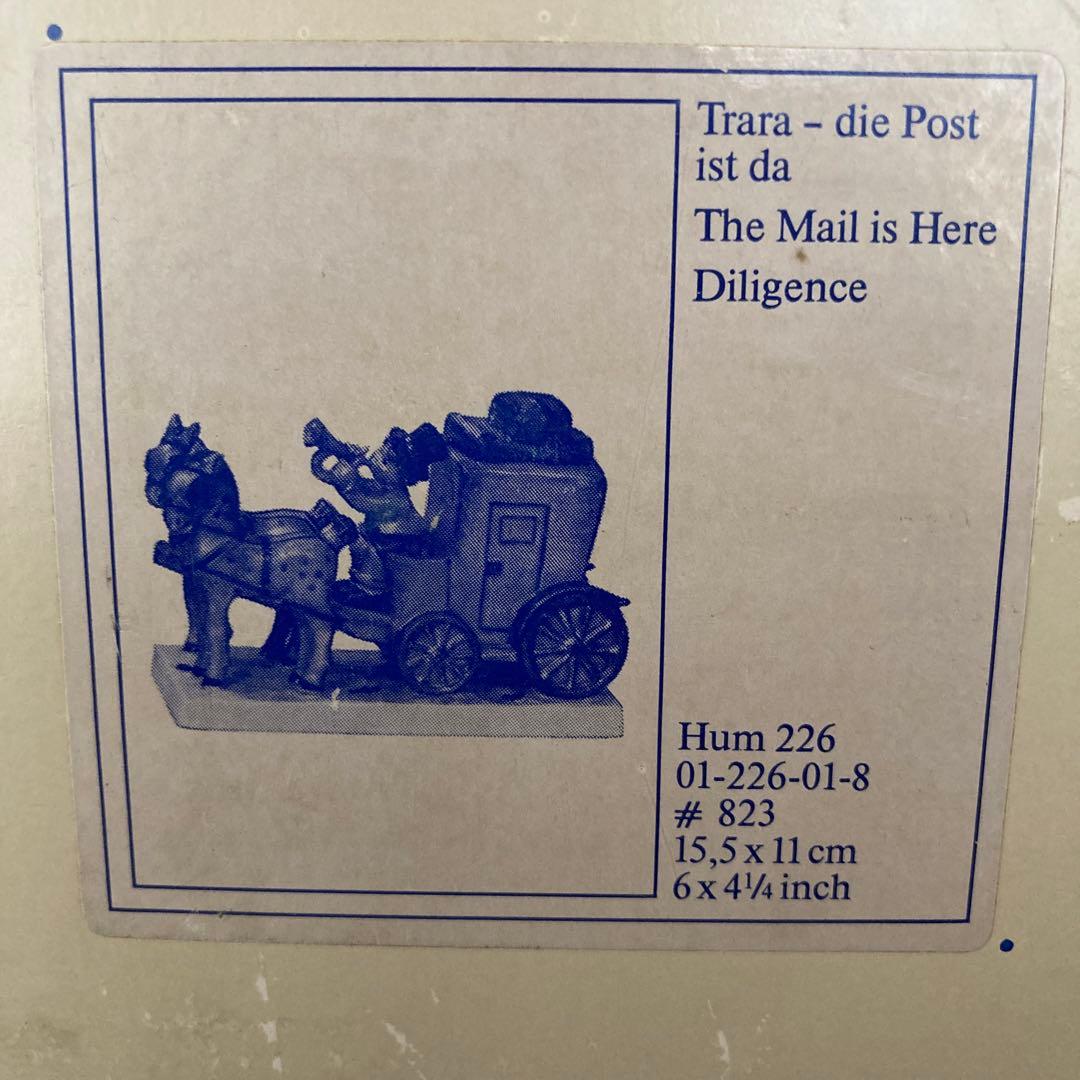 Trara – die Post
ist da
The Mail is Here
Diligence
Hum 226
01-226-01-8
# 823
15,5 x 11 cm
6 x 4¼ inch